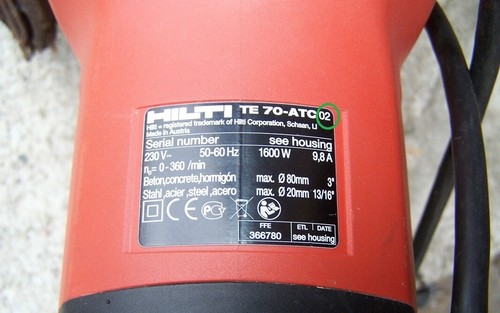 HILTI TE 70-ATC 02
Hilti = registered trademark of Hilti Corporation, Schaan, LI
Made in Austria
Serial number see housing
230 V~ 50-60 Hz 1600 W 9,8 A
n₀= 0-360 /min
Beton,concrete,hormigón max. Ø 80mm 3"
Stahl ,acier ,steel ,acero max. Ø 20mm 13/16"
CE PC
FFE ETL DATE
366780 see housing